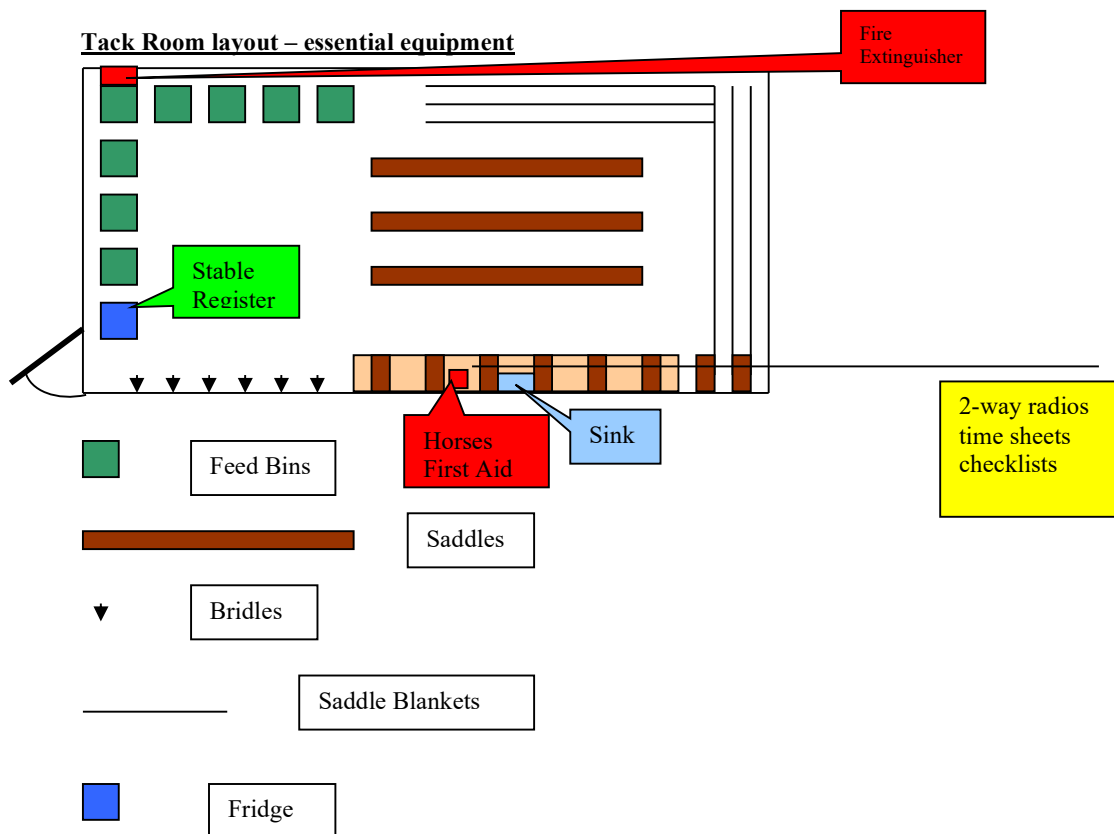 Tack Room layout – essential equipment
Fire
Extinguisher
Stable
Register
2-way radios
time sheets
checklists
Horses
First Aid
Sink
Feed Bins
Saddles
Bridles
Saddle Blankets
Fridge